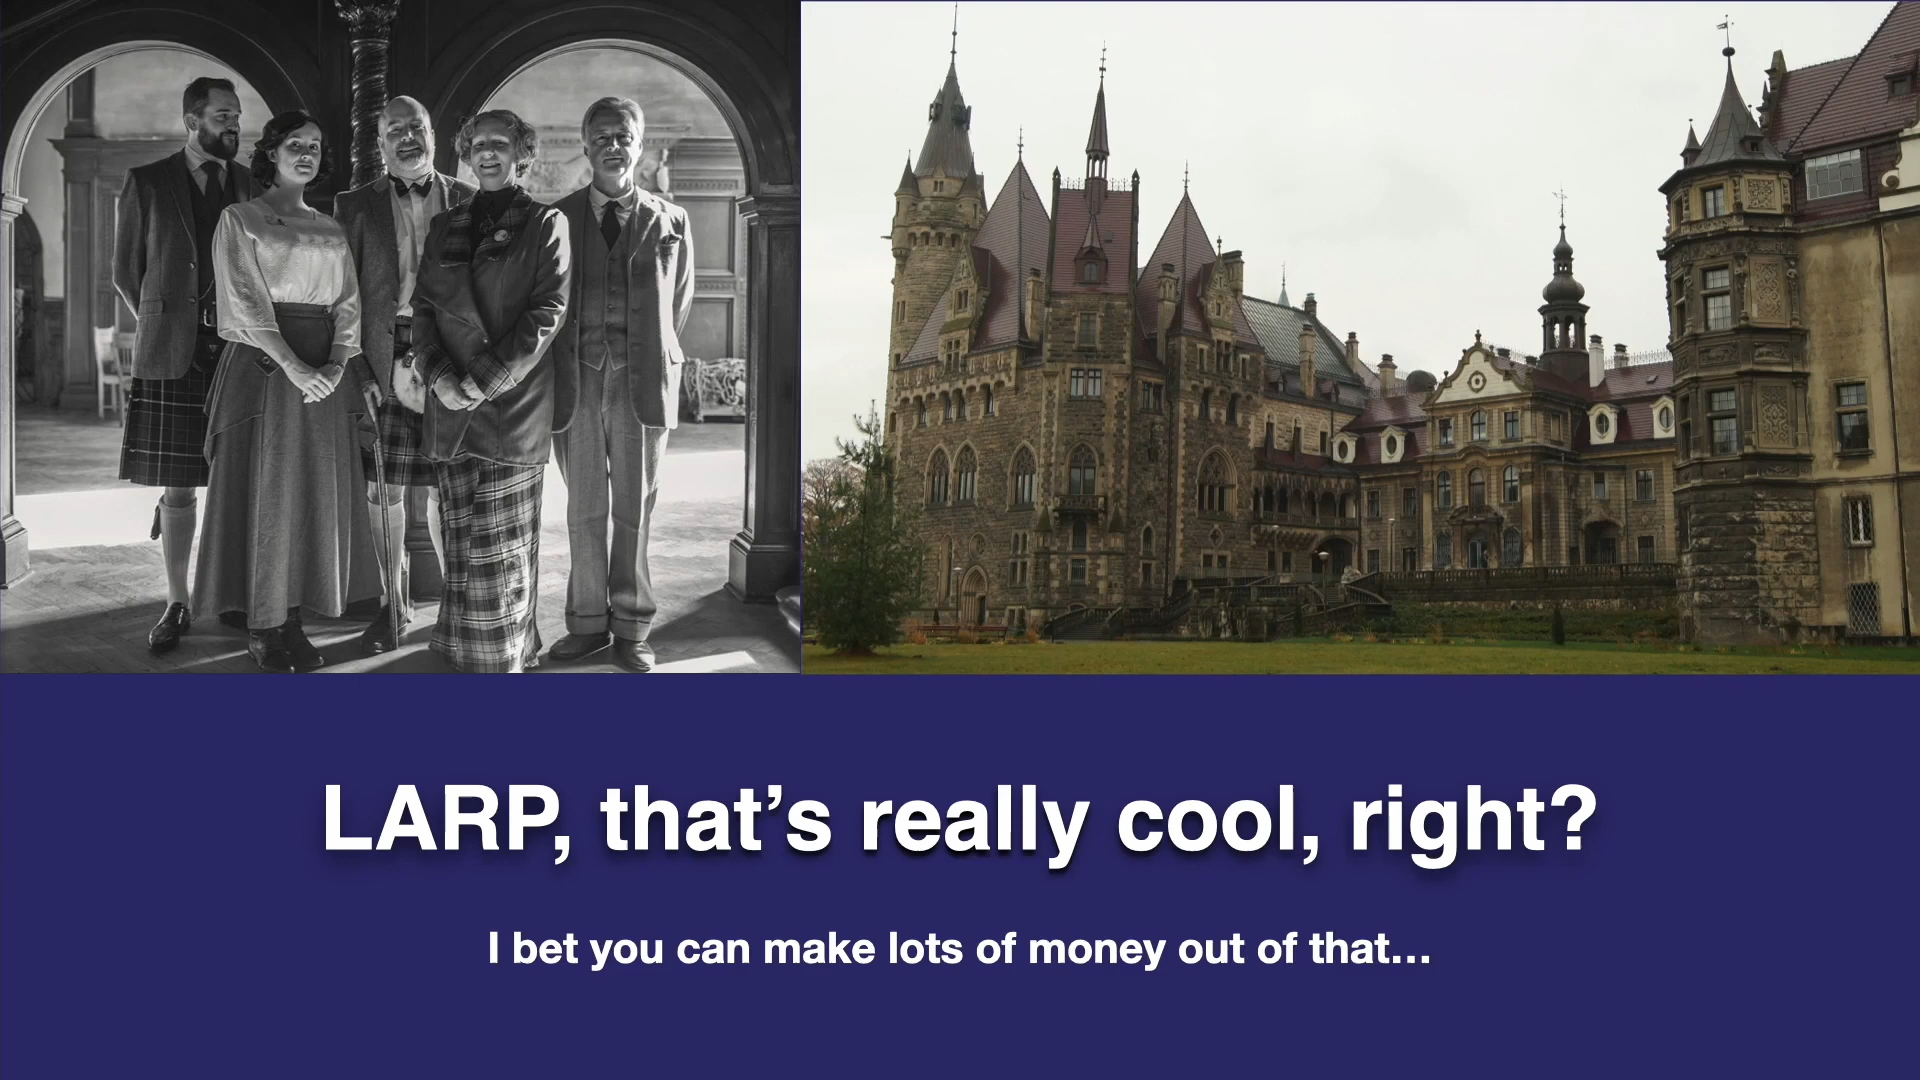 LARP, that’s really cool, right?
I bet you can make lots of money out of that…